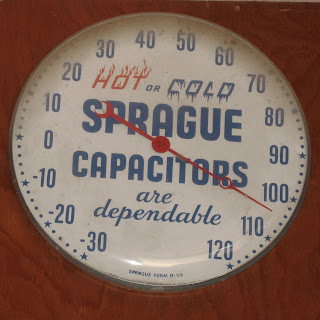 -30 -20 -10 0 10 20 30 40 50 60 70 80 90 100 110 120
HOT OR COLD
SPRAGUE
CAPACITORS
are
dependable
SPRAGUE FORM D-TA